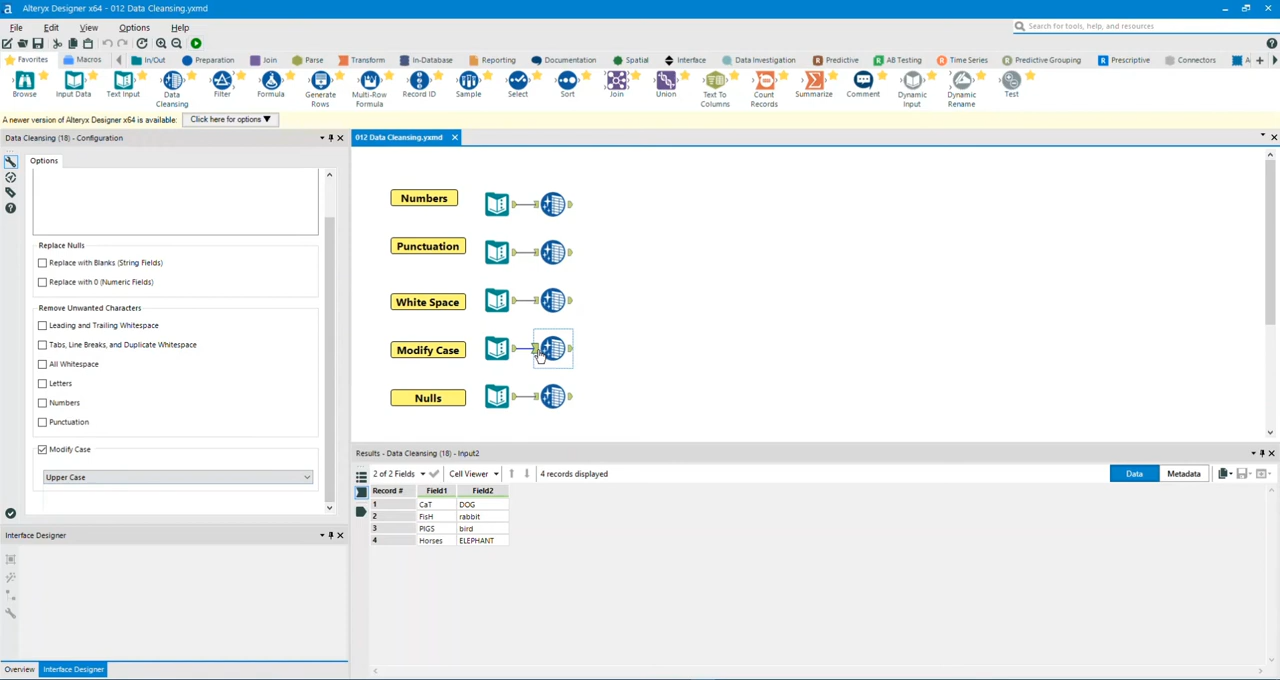 a Alteryx Designer x64 - 012 Data Cleansing.yxmd
File Edit View Options Help
Search for tools, help, and resources
Favorites Macros In/Out Preparation Join Parse Transform In-Database Reporting Documentation Spatial Interface Data Investigation Predictive AB Testing Time Series Predictive Grouping Prescriptive Connectors A
Browse Input Data Text Input Data Cleansing Filter Formula Generate Rows Multi-Row Formula Record ID Sample Select Sort Join Union Text To Columns Count Records Summarize Comment Dynamic Input Dynamic Rename Test
A newer version of Alteryx Designer x64 is available: Click here for options
Data Cleansing (18) - Configuration
012 Data Cleansing.yxmd
Options
Replace Nulls
Replace with Blanks (String Fields)
Replace with 0 (Numeric Fields)
Remove Unwanted Characters
Leading and Trailing Whitespace
Tabs, Line Breaks, and Duplicate Whitespace
All Whitespace
Letters
Numbers
Punctuation
Modify Case
Upper Case
Interface Designer
Overview Interface Designer
Numbers
Punctuation
White Space
Modify Case
Nulls
Results - Data Cleansing (18) - Input2
2 of 2 Fields Cell Viewer 4 records displayed Data Metadata
Record # Field1 Field2
1 CaT DOG
2 FisH rabbit
3 PIGS bird
4 Horses ELEPHANT